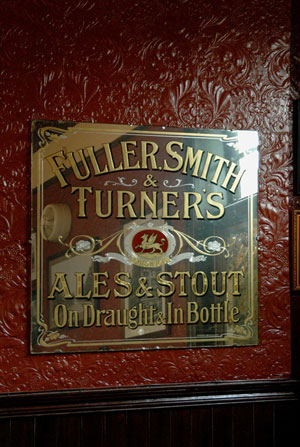 FULLER SMITH
&
TURNER'S
ALES & STOUT
On Draught & In Bottle